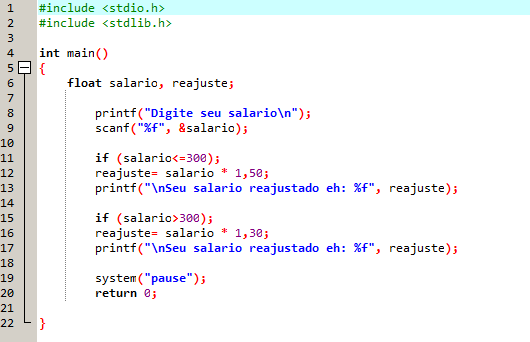 1 #include <stdio.h>
2 #include <stdlib.h>
3
4 int main()
5 {
6 float salario, reajuste;
7
8 printf("Digite seu salario\n");
9 scanf("%f", &salario);
10
11 if (salario<=300);
12 reajuste= salario * 1,50;
13 printf("\nSeu salario reajustado eh: %f", reajuste);
14
15 if (salario>300);
16 reajuste= salario * 1,30;
17 printf("\nSeu salario reajustado eh: %f", reajuste);
18
19 system("pause");
20 return 0;
21
22 }